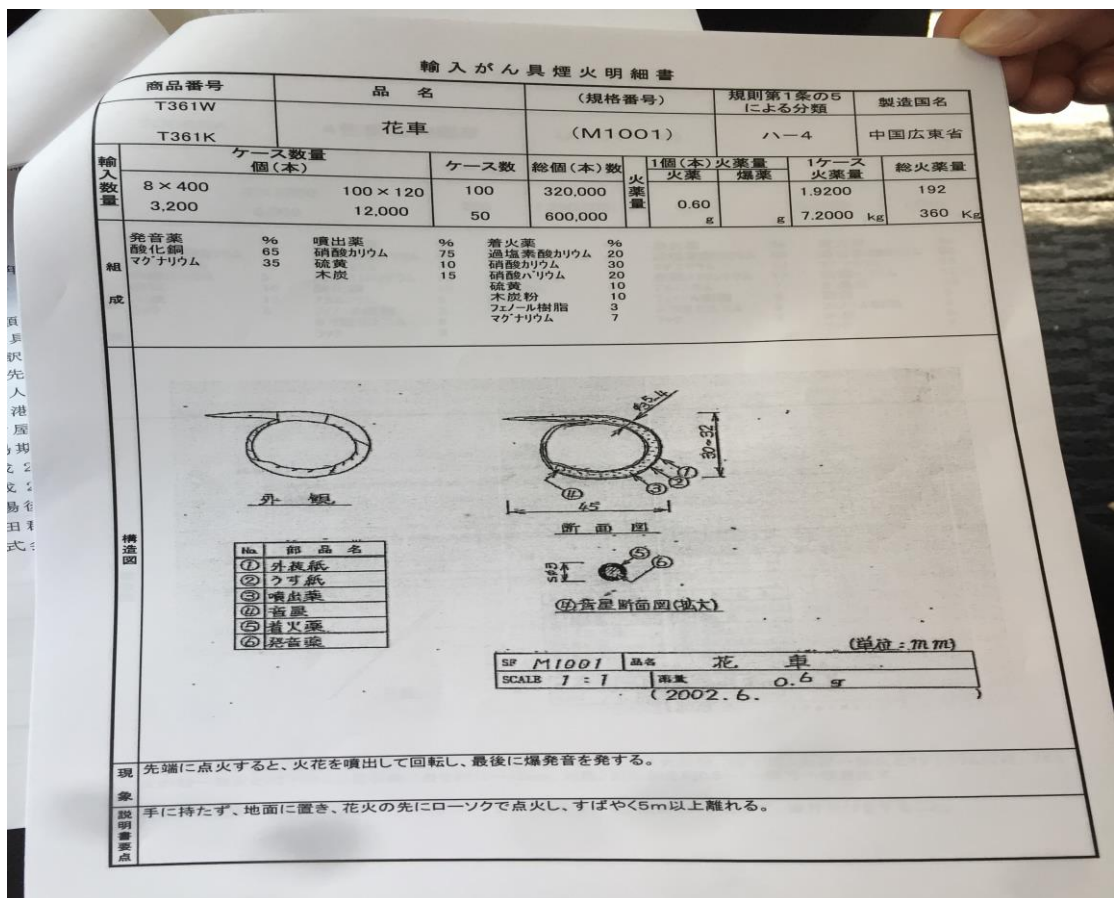 輸入がん具煙火明細書
商品番号 品 名 (規格番号) 規則第1条の5による分類 製造国名
T361W
T361K 花車 (M1001) ハー4 中国広東省
輸入数量 ケース数量 個(本) ケース数 総個(本)数 火薬量 1個(本)火薬量 火薬 爆薬 1ケース火薬量 総火薬量
8×400 100×120 100 320,000 1.9200 192
3,200 12,000 50 600,000 0.60 g g 7.2000 kg 360 Kg
組成
発音薬 % 噴出薬 % 着火薬 %
酸化銅 65 硝酸カリウム 75 過塩素酸カリウム 20
マグナリウム 35 硫黄 10 硝酸カリウム 30
木炭 15 硝酸バリウム 20
硫黄 10
木炭粉 10
フェノール樹脂 3
マグナリウム 7
構造図
外観
30~32
① ② ③ ④
45
断面図
⑤ ⑥
④音星断面図(拡大)
No. 部品名
① 外装紙
② うす紙
③ 噴出薬
④ 音星
⑤ 着火薬
⑥ 発音薬
(単位:mm)
SF M1001 品名 花 車
SCALE 1:1 薬量 0.6 gr
(2002.6. )
現象 先端に点火すると、火花を噴出して回転し、最後に爆発音を発する。
説明書要点 手に持たず、地面に置き、花火の先にローソクで点火し、すばやく5m以上離れる。